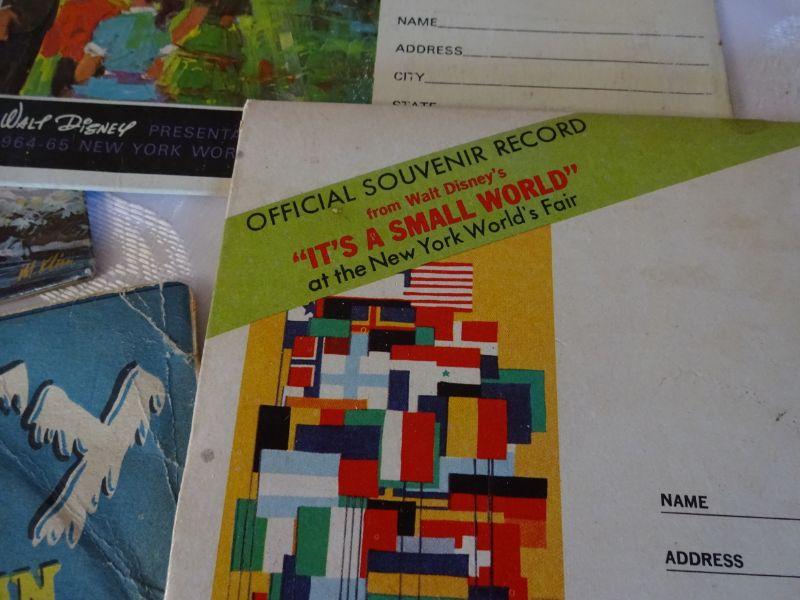 NAME
ADDRESS
CITY
STATE
Walt Disney PRESENTA
964-65 NEW YORK WOR
OFFICIAL SOUVENIR RECORD
from Walt Disney's
"IT'S A SMALL WORLD"
at the New York World's Fair
NAME
ADDRESS